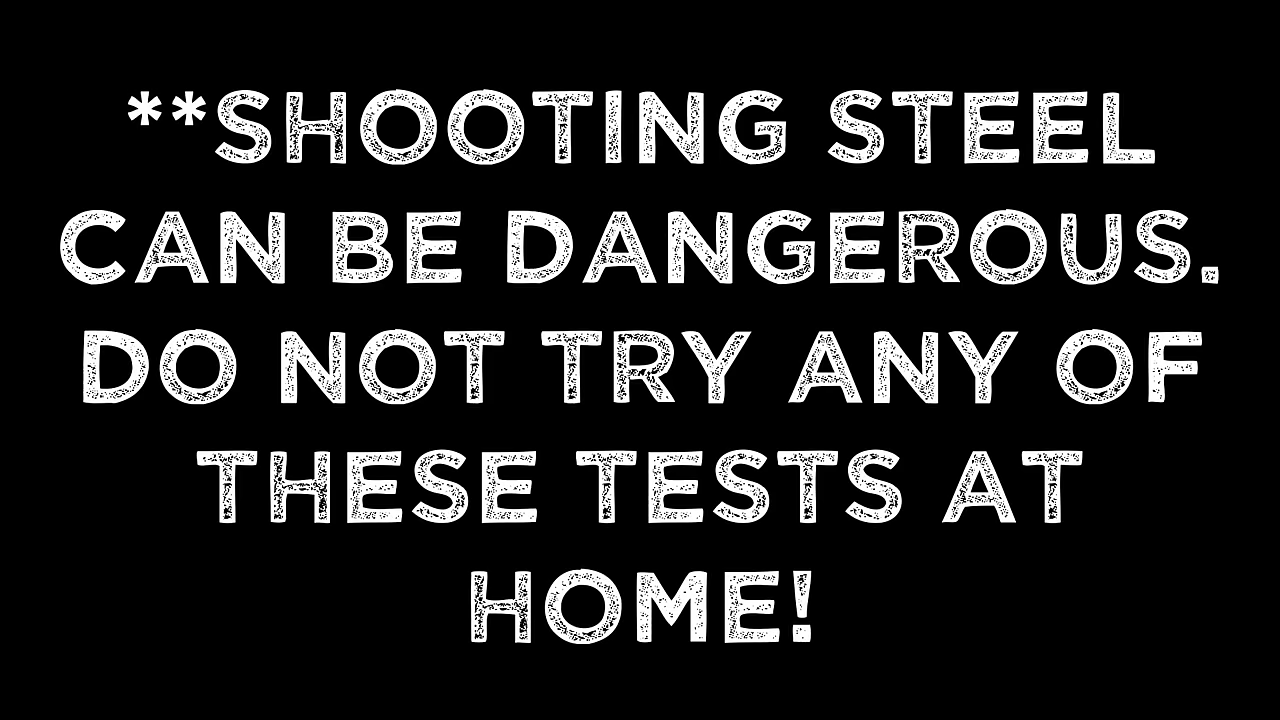 **SHOOTING STEEL
CAN BE DANGEROUS.
DO NOT TRY ANY OF
THESE TESTS AT
HOME!